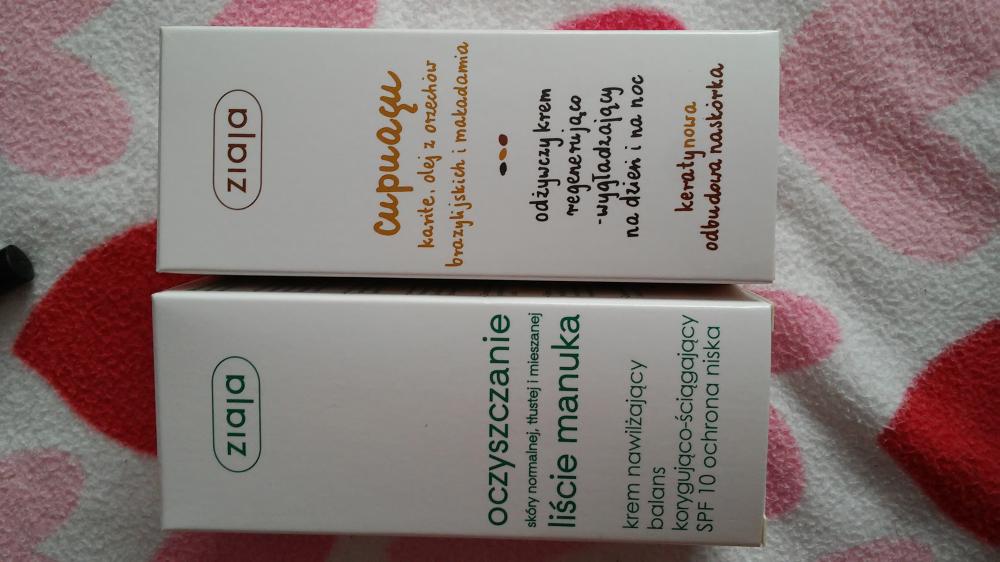 ziaja
cupuaçu
karite, olej z orzechów
brazylijskich i makadamia
odżywczy krem
regenerująco
-wygładzający
na dzień i na noc
keratynowa
odbudowa naskórka
ziaja
oczyszczanie
skóry normalnej, tłustej i mieszanej
liście manuka
krem nawilżający
balans
korygująco-ściągający
SPF 10 ochrona niska